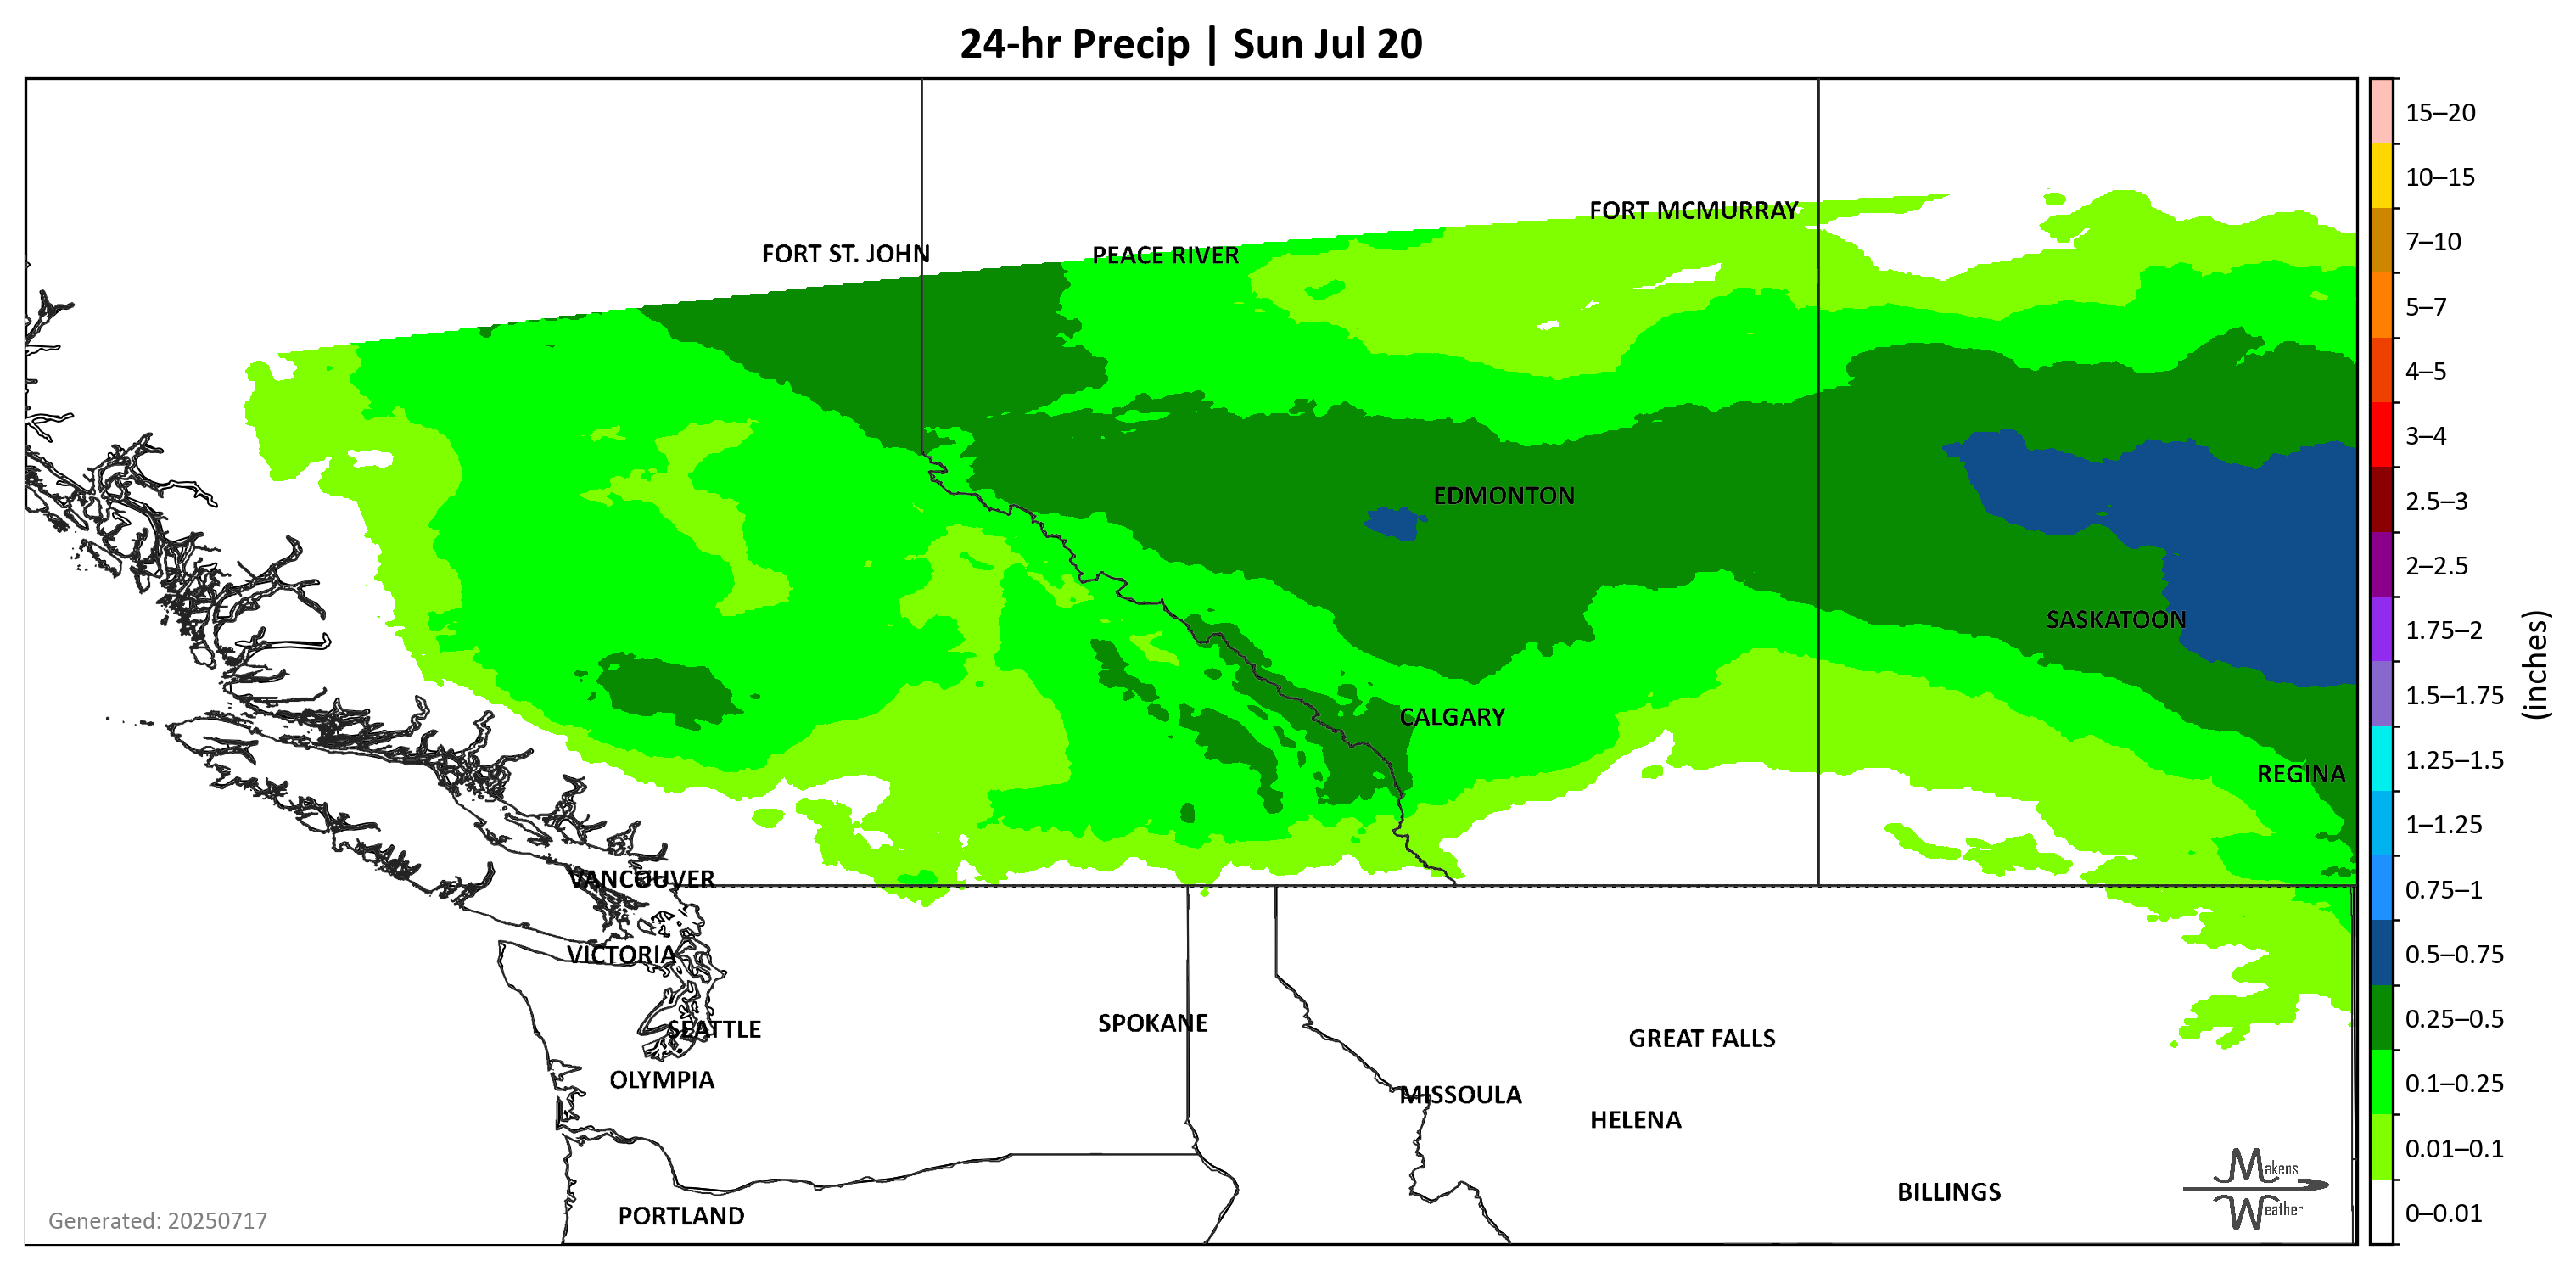 24-hr Precip | Sun Jul 20
FORT MCMURRAY
FORT ST. JOHN
PEACE RIVER
EDMONTON
SASKATOON
CALGARY
REGINA
VANCOUVER
VICTORIA
SEATTLE
SPOKANE
GREAT FALLS
OLYMPIA
MISSOULA
HELENA
BILLINGS
PORTLAND
Generated: 20250717
Makens
Weather
15–20
10–15
7–10
5–7
4–5
3–4
2.5–3
2–2.5
1.75–2
1.5–1.75
1.25–1.5
1–1.25
0.75–1
0.5–0.75
0.25–0.5
0.1–0.25
0.01–0.1
0–0.01
(inches)